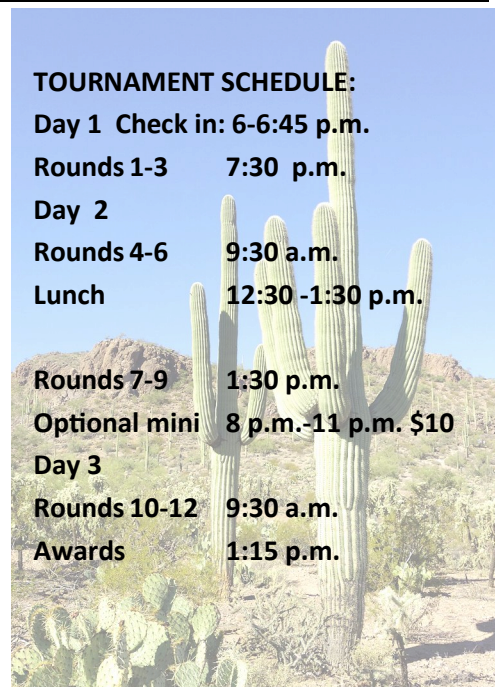 TOURNAMENT SCHEDULE:
Day 1 Check in: 6-6:45 p.m.
Rounds 1-3 7:30 p.m.
Day 2
Rounds 4-6 9:30 a.m.
Lunch 12:30 -1:30 p.m.
Rounds 7-9 1:30 p.m.
Optional mini 8 p.m.-11 p.m. $10
Day 3
Rounds 10-12 9:30 a.m.
Awards 1:15 p.m.